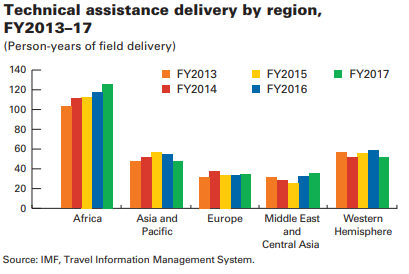 Technical assistance delivery by region,
FY2013–17
(Person-years of field delivery)
140
120
100
80
60
40
20
0
FY2013 FY2015 FY2017
FY2014 FY2016
Africa Asia and Europe Middle East Western
Pacific and Hemisphere
Central Asia
Source: IMF, Travel Information Management System.